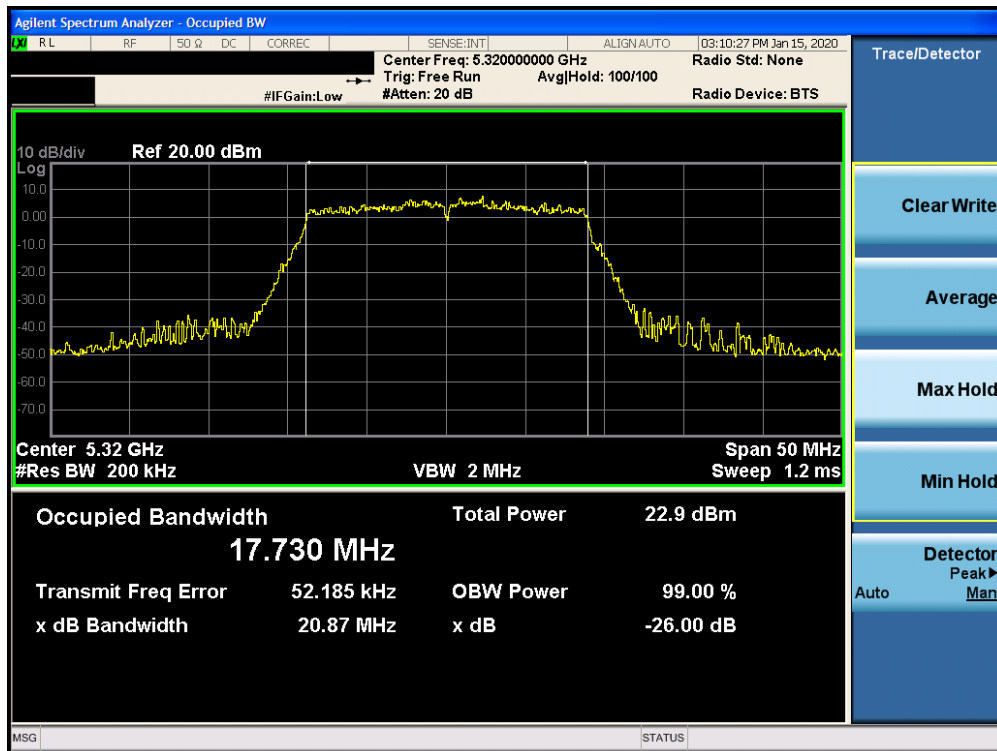 Agilent Spectrum Analyzer - Occupied BW
LXI RL RF 50 Ω DC CORREC SENSE:INT ALIGN AUTO 03:10:27 PM Jan 15, 2020
Center Freq: 5.320000000 GHz Radio Std: None
Trig: Free Run Avg|Hold: 100/100
#IFGain:Low #Atten: 20 dB Radio Device: BTS
10 dB/div Ref 20.00 dBm
Log
10.0
0.00
-10.0
-20.0
-30.0
-40.0
-50.0
-60.0
-70.0
Center 5.32 GHz Span 50 MHz
#Res BW 200 kHz VBW 2 MHz Sweep 1.2 ms
Occupied Bandwidth Total Power 22.9 dBm
17.730 MHz
Transmit Freq Error 52.185 kHz OBW Power 99.00 %
x dB Bandwidth 20.87 MHz x dB -26.00 dB
MSG STATUS
Trace/Detector
Clear Write
Average
Max Hold
Min Hold
Detector
Peak▶
Auto Man